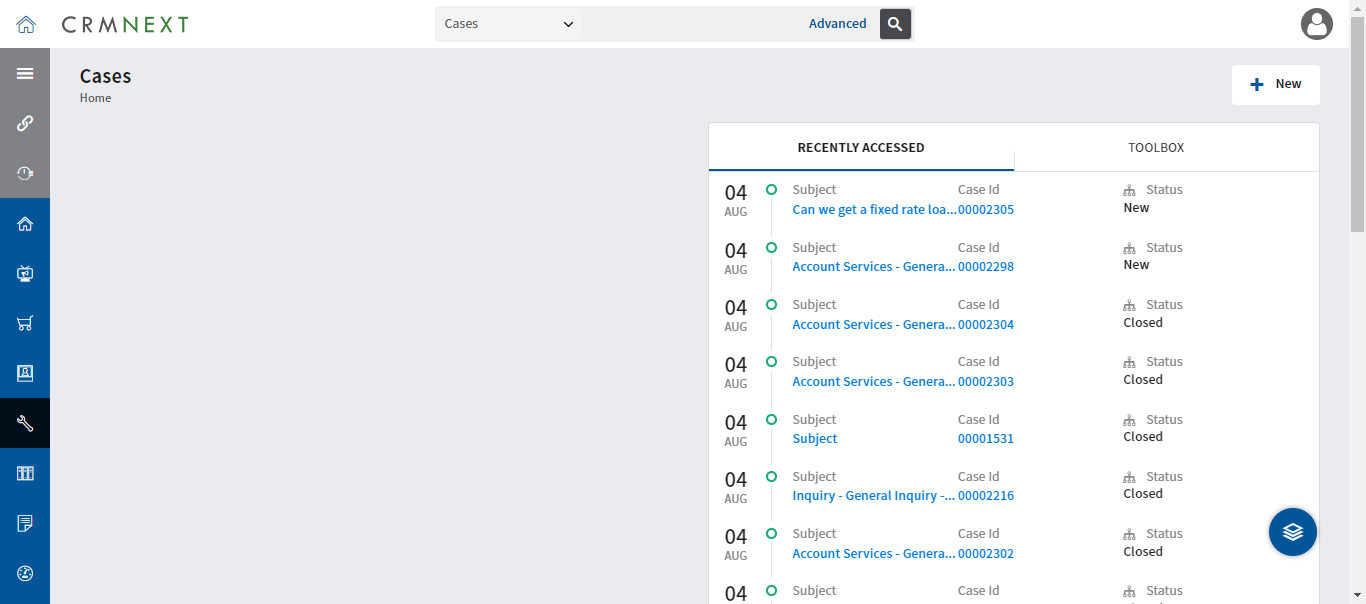 CRMNEXT
Cases
Advanced
Cases
Home
New
RECENTLY ACCESSED
TOOLBOX
04 AUG
Subject
Case Id
Status
Can we get a fixed rate loa...
00002305
New
04 AUG
Subject
Case Id
Status
Account Services - Genera...
00002298
New
04 AUG
Subject
Case Id
Status
Account Services - Genera...
00002304
Closed
04 AUG
Subject
Case Id
Status
Account Services - Genera...
00002303
Closed
04 AUG
Subject
Case Id
Status
Subject
00001531
Closed
04 AUG
Subject
Case Id
Status
Inquiry - General Inquiry -...
00002216
Closed
04 AUG
Subject
Case Id
Status
Account Services - Genera...
00002302
Closed
04
Subject
Case Id
Status